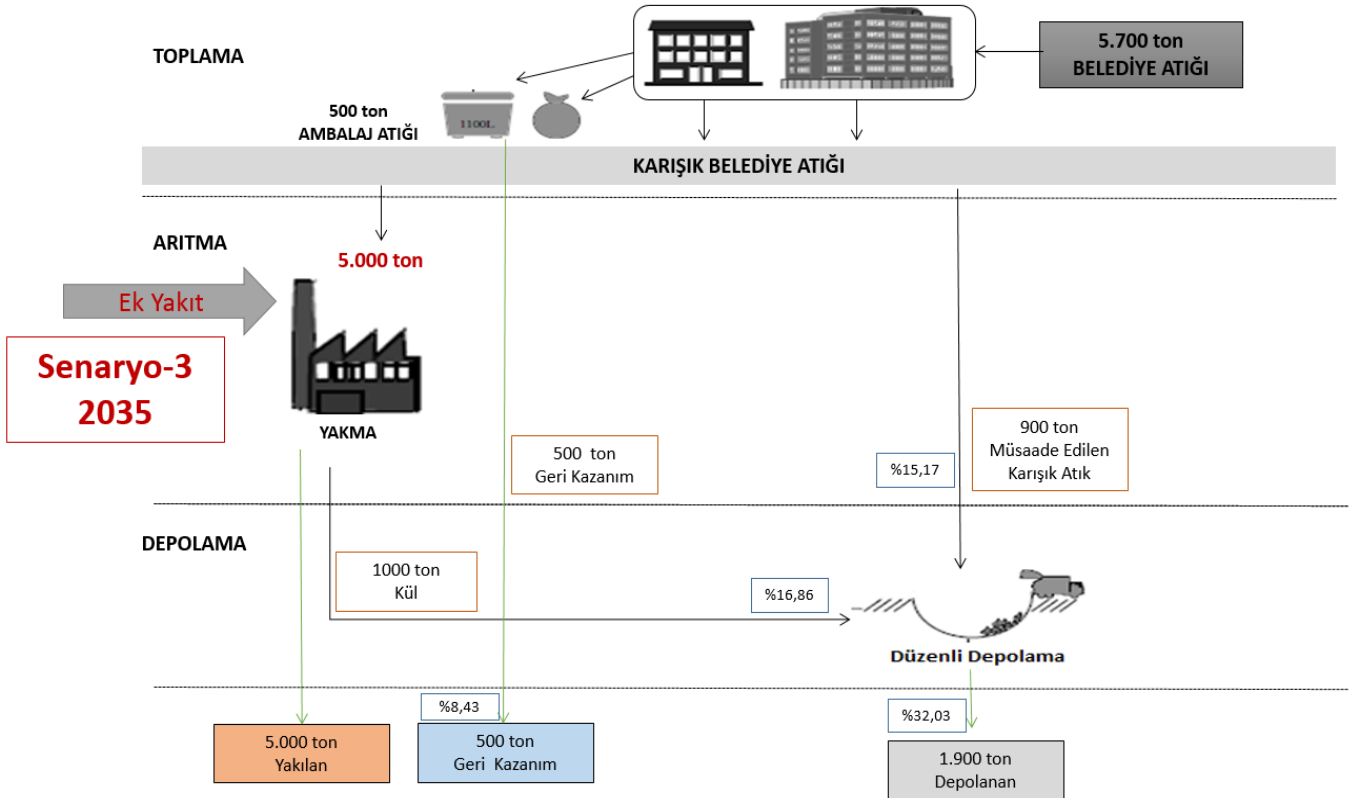 TOPLAMA
5.700 ton
BELEDİYE ATIĞI
500 ton
AMBALAJ ATIĞI
1100L.
KARIŞIK BELEDİYE ATIĞI
ARITMA
5.000 ton
Ek Yakıt
Senaryo-3
2035
YAKMA
500 ton
Geri Kazanım
%15,17
900 ton
Müsaade Edilen
Karışık Atık
DEPOLAMA
1000 ton
Kül
%16,86
Düzenli Depolama
%8,43
%32,03
5.000 ton
Yakılan
500 ton
Geri Kazanım
1.900 ton
Depolanan